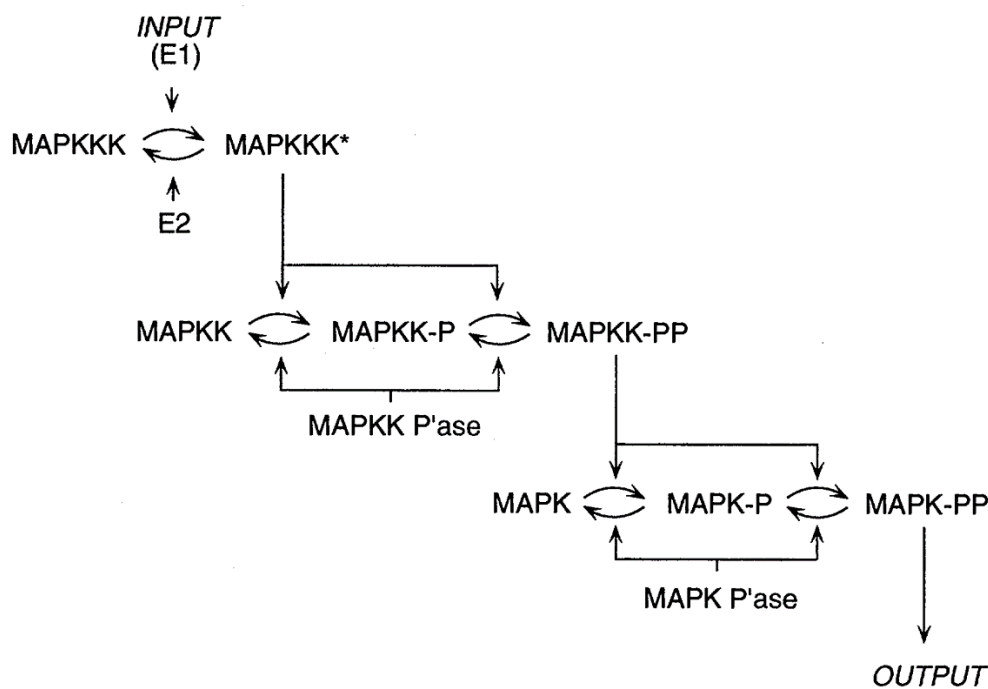 INPUT
(E1)
MAPKKK MAPKKK*
E2
MAPKK MAPKK-P MAPKK-PP
MAPKK P'ase
MAPK MAPK-P MAPK-PP
MAPK P'ase
OUTPUT